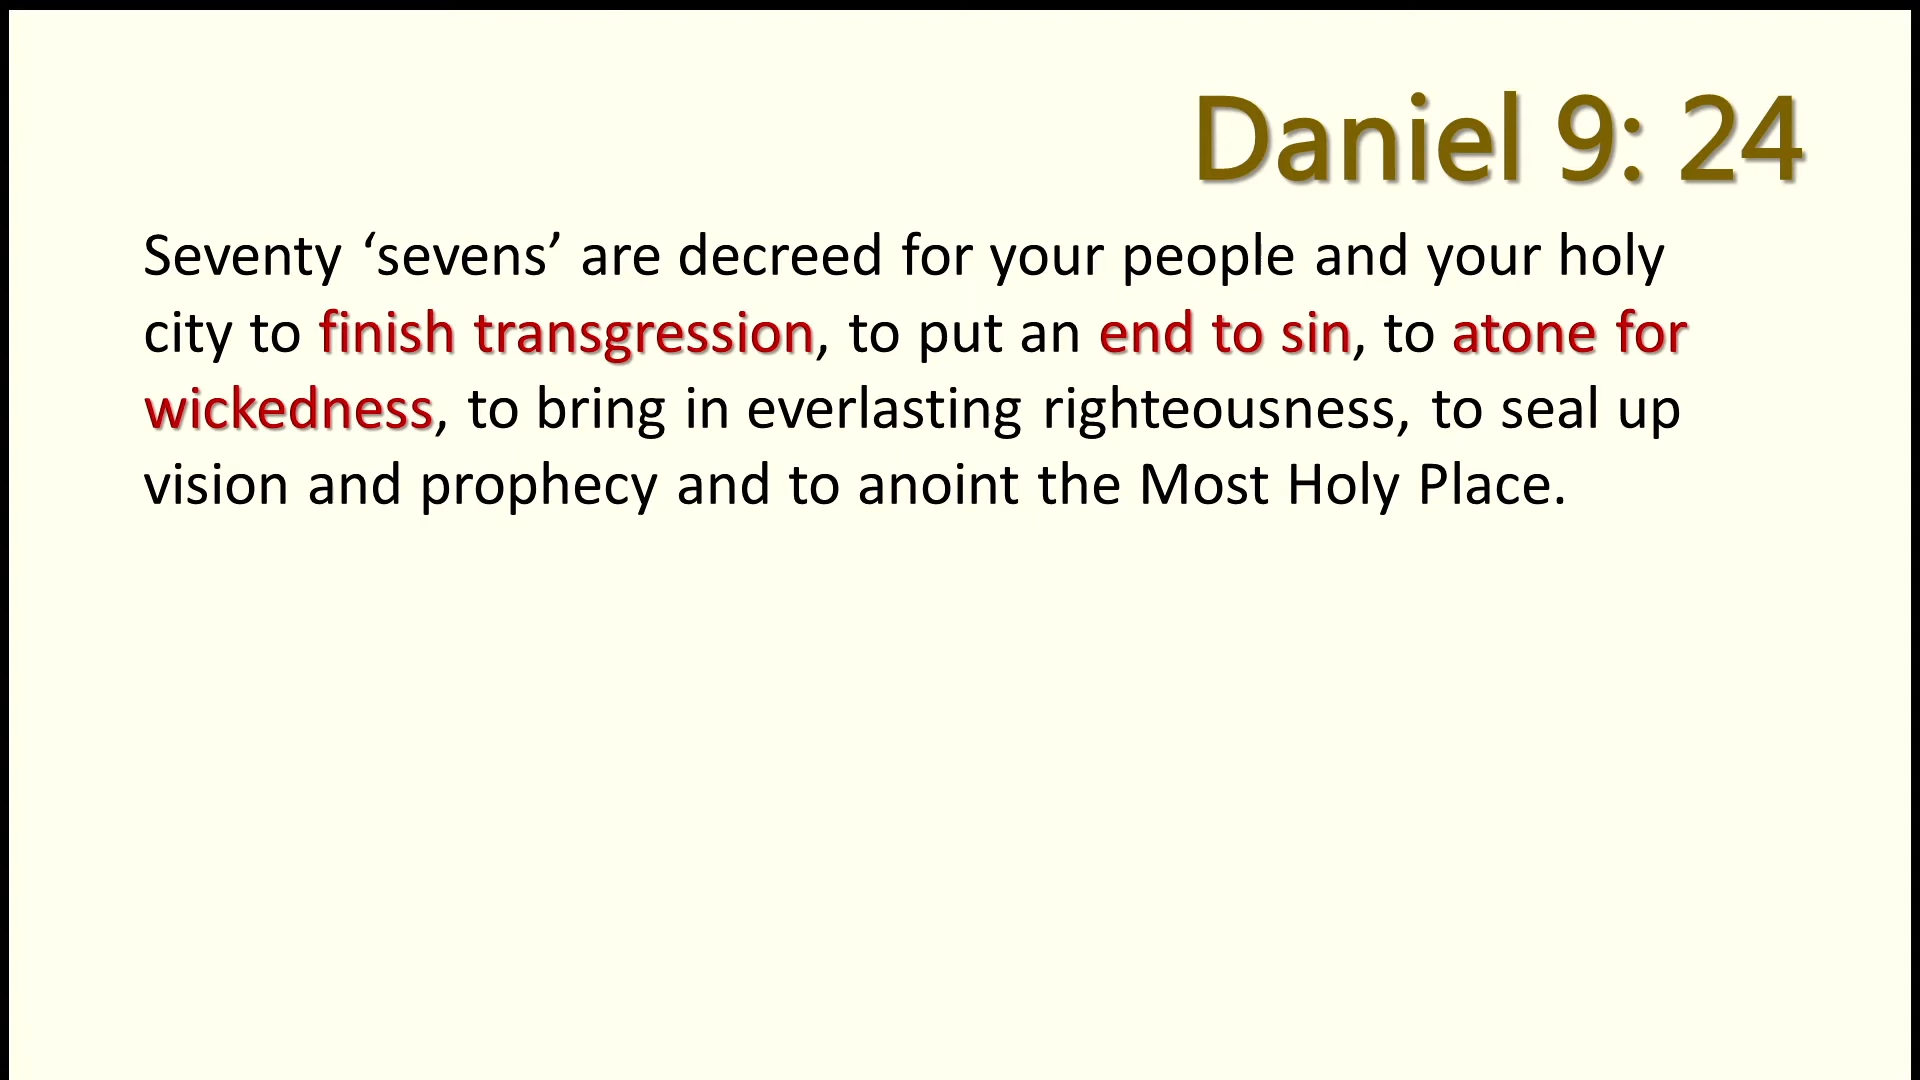 Daniel 9: 24
Seventy ‘sevens’ are decreed for your people and your holy
city to finish transgression, to put an end to sin, to atone for
wickedness, to bring in everlasting righteousness, to seal up
vision and prophecy and to anoint the Most Holy Place.